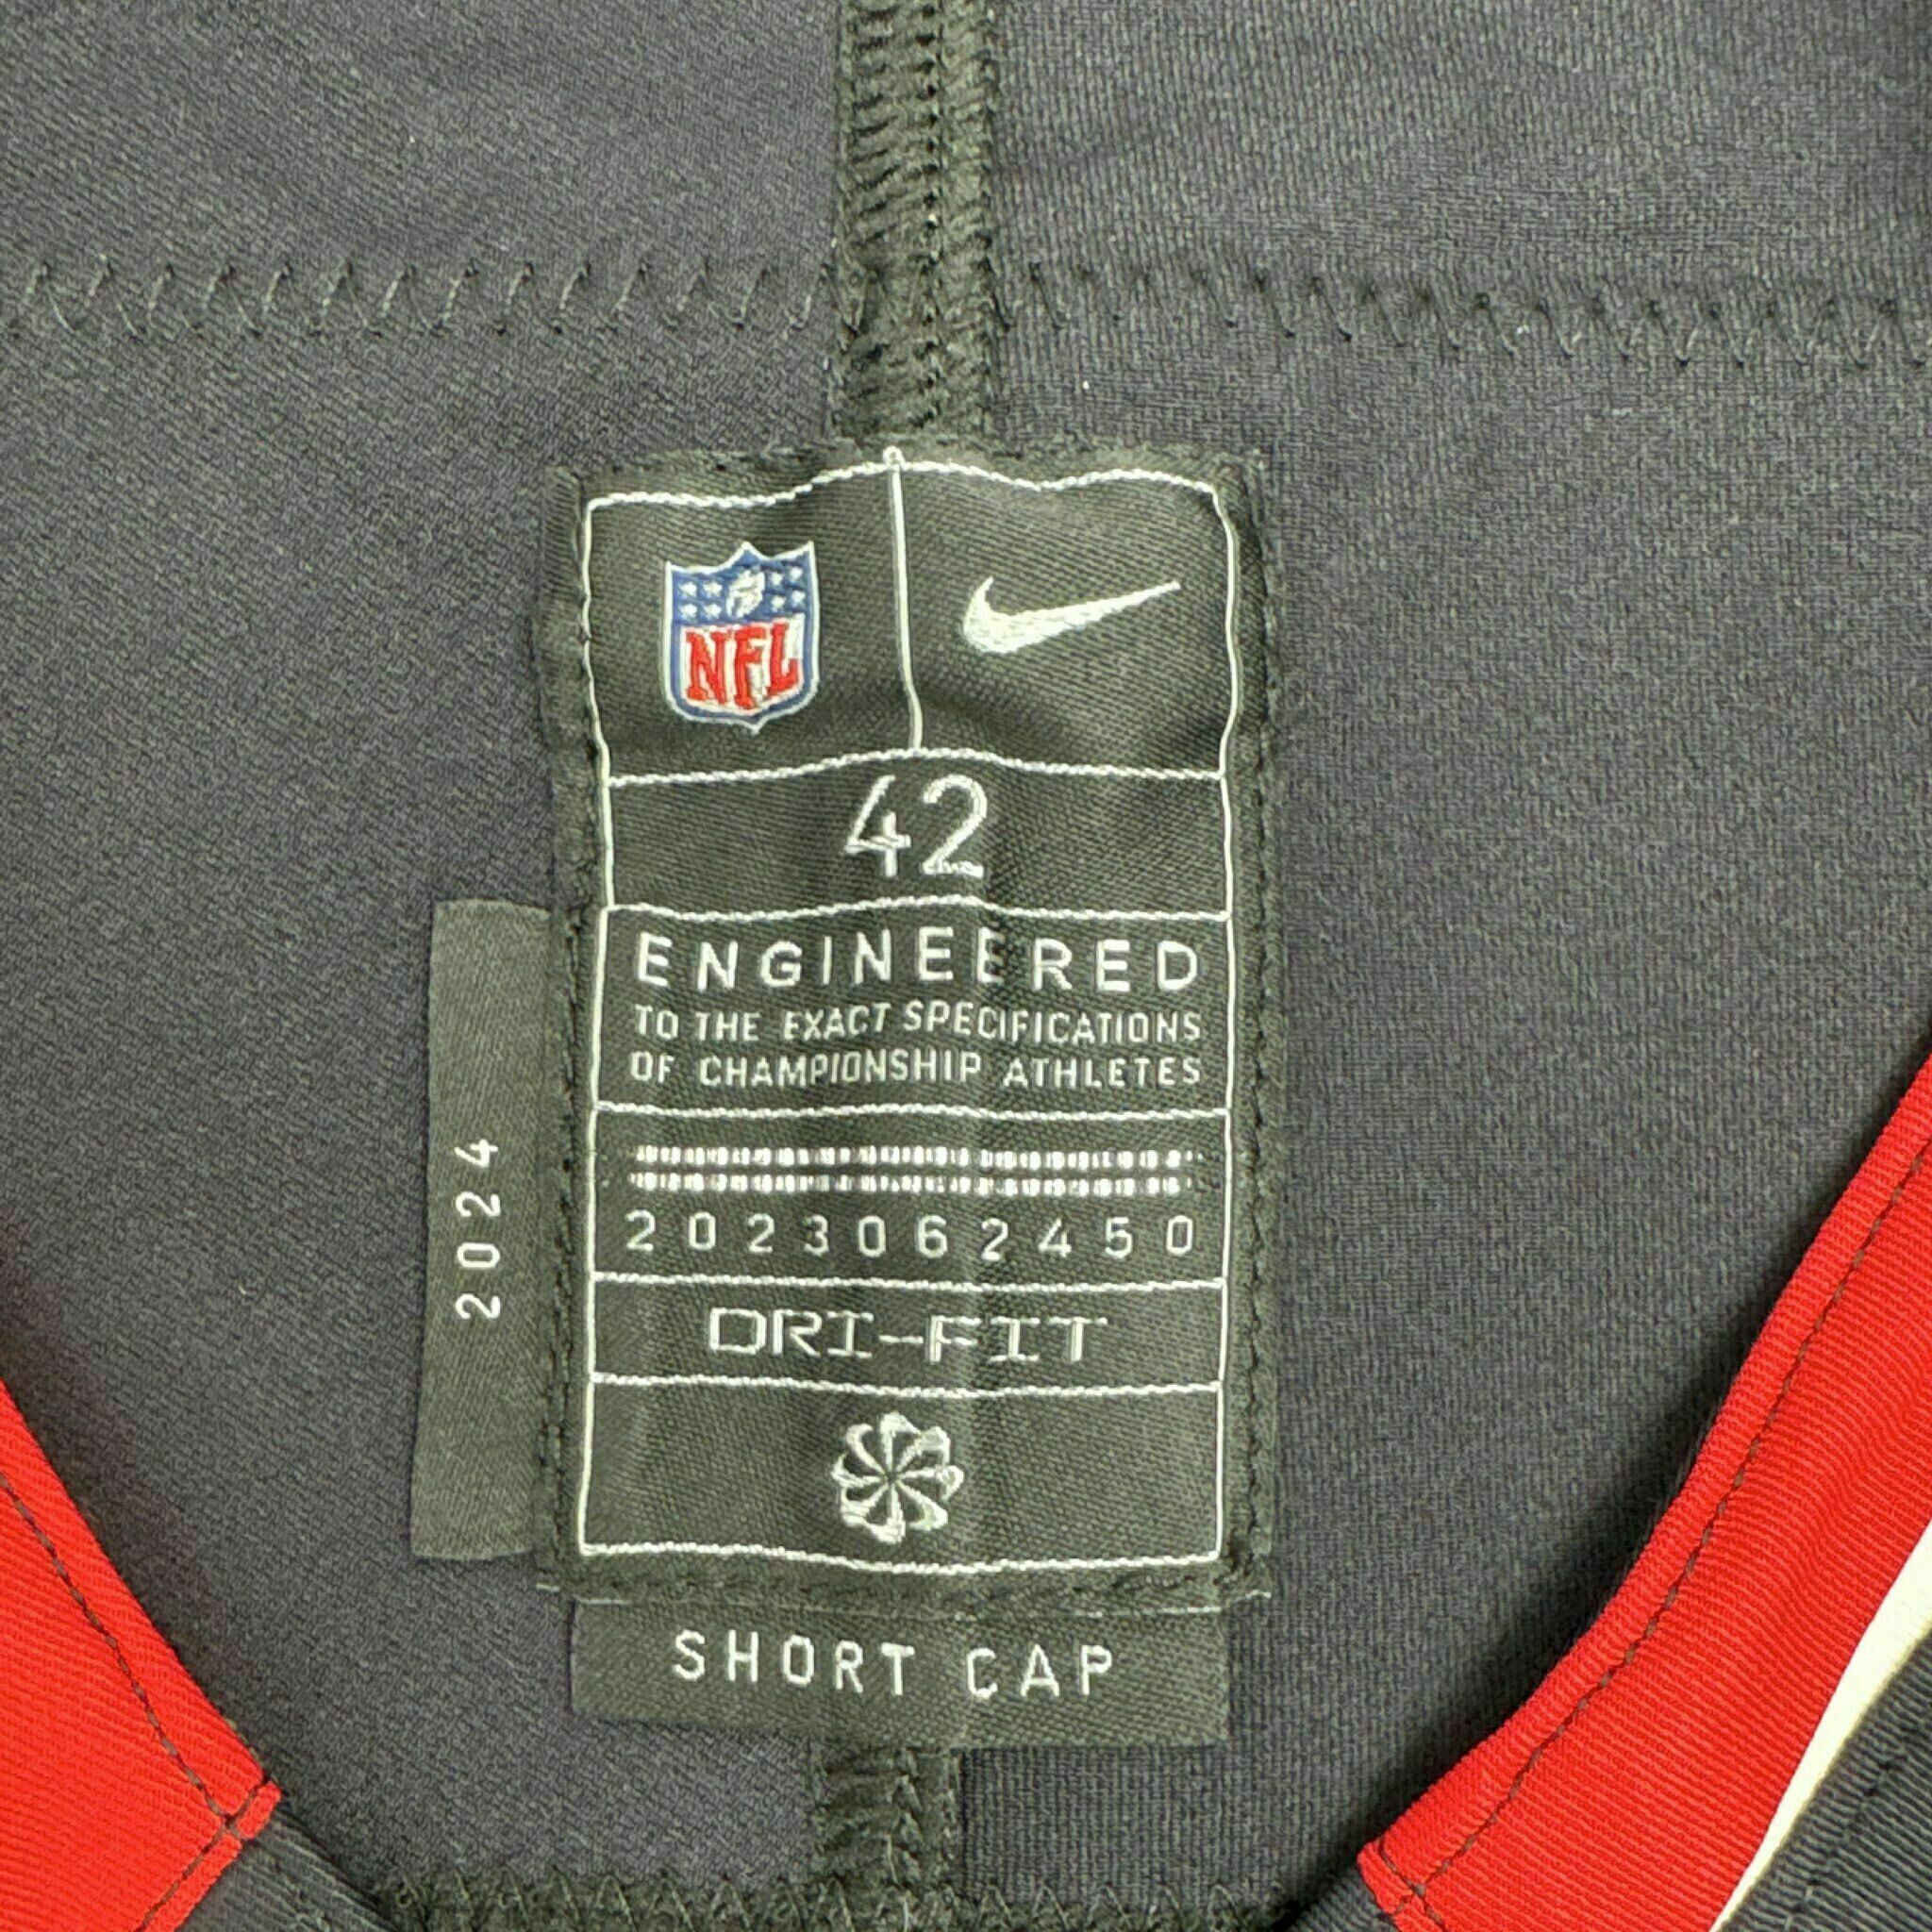 NFL
42
ENGINEERED
TO THE EXACT SPECIFICATIONS
OF CHAMPIONSHIP ATHLETES
2023062450
DRI-FIT
2024
SHORT CAP